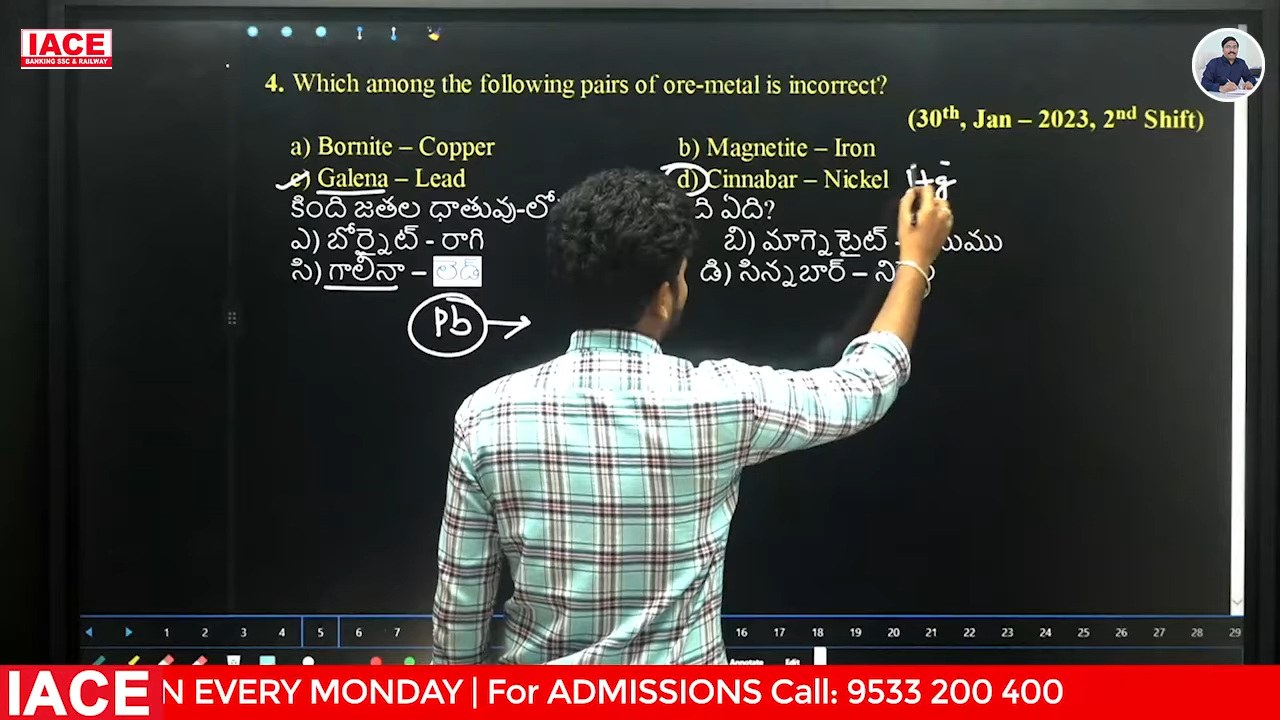 IACE
BANKING SSC & RAILWAY
4. Which among the following pairs of ore-metal is incorrect?
(30th, Jan – 2023, 2nd Shift)
a) Bornite – Copper b) Magnetite – Iron
c) Galena – Lead d) Cinnabar – Nickel Hg
కింది జతల ధాతువు-లో ది ఏది?
ఎ) బోర్నైట్ - రాగి బి) మాగ్నెటైట్ -
సి) గాలీనా – లెడ్ డి) సిన్నబార్ –
Pb
1 2 3 4 5 6 7 16 17 18 19 20 21 22 23 24 25 26 27 28 29
Annotate Edit
IACE N EVERY MONDAY | For ADMISSIONS Call: 9533 200 400